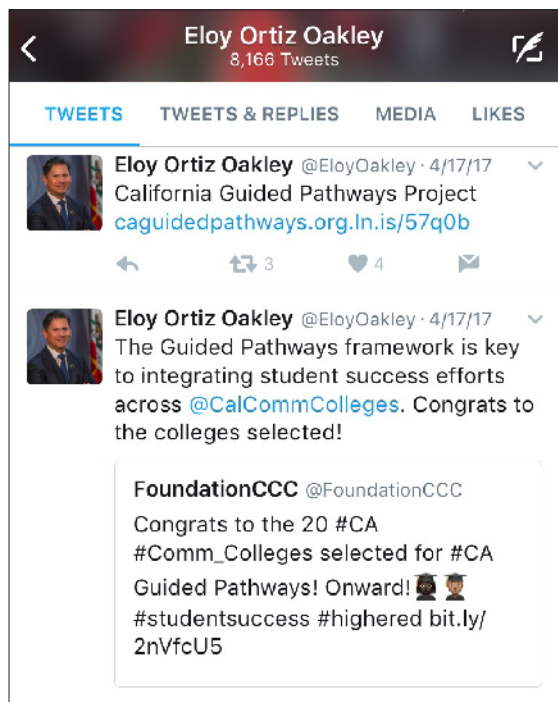 Eloy Ortiz Oakley
8,166 Tweets
TWEETS TWEETS & REPLIES MEDIA LIKES
Eloy Ortiz Oakley @EloyOakley · 4/17/17
California Guided Pathways Project
caguidedpathways.org.ln.is/57q0b
3 4
Eloy Ortiz Oakley @EloyOakley · 4/17/17
The Guided Pathways framework is key
to integrating student success efforts
across @CalCommColleges. Congrats to
the colleges selected!
FoundationCCC @FoundationCCC
Congrats to the 20 #CA
#Comm_Colleges selected for #CA
Guided Pathways! Onward!👩🏿‍🎓👨🏽‍🎓
#studentsuccess #highered bit.ly/
2nVfcU5